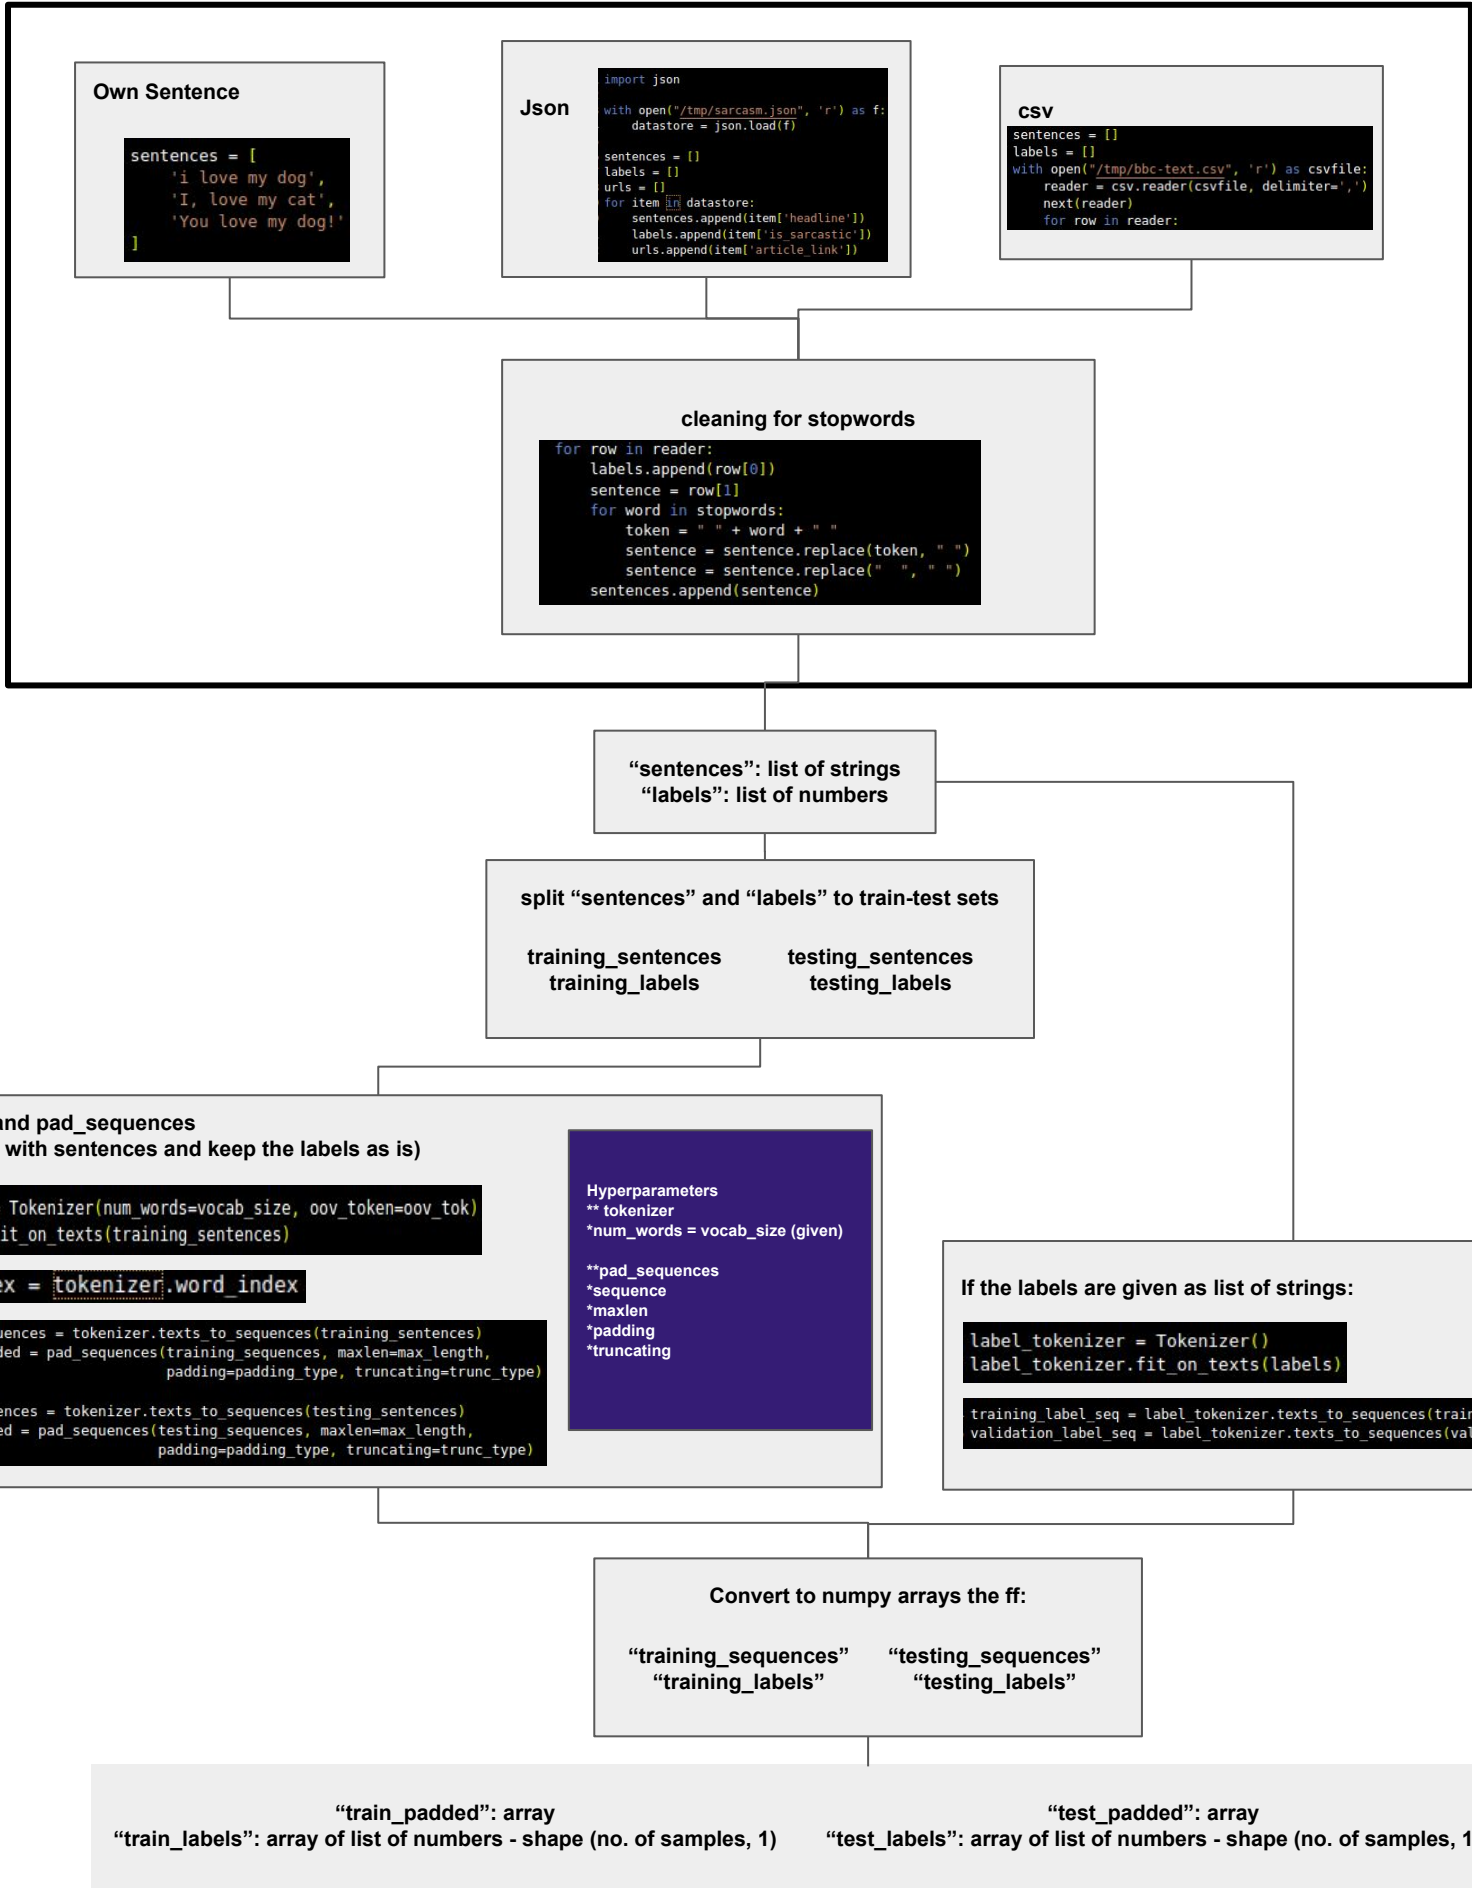 Own Sentence
sentences = [
'i love my dog',
'I, love my cat',
'You love my dog!'
]
Json
import json
with open("/tmp/sarcasm.json", 'r') as f:
datastore = json.load(f)
sentences = []
labels = []
urls = []
for item in datastore:
sentences.append(item['headline'])
labels.append(item['is_sarcastic'])
urls.append(item['article_link'])
csv
sentences = []
labels = []
with open("/tmp/bbc-text.csv", 'r') as csvfile:
reader = csv.reader(csvfile, delimiter=',')
next(reader)
for row in reader:
cleaning for stopwords
for row in reader:
labels.append(row[0])
sentence = row[1]
for word in stopwords:
token = " " + word + " "
sentence = sentence.replace(token, " ")
sentence = sentence.replace("  ", " ")
sentences.append(sentence)
“sentences”: list of strings
“labels”: list of numbers
split “sentences” and “labels” to train-test sets
training_sentences testing_sentences
training_labels testing_labels
and pad_sequences
with sentences and keep the labels as is)
Tokenizer(num_words=vocab_size, oov_token=oov_tok)
it_on_texts(training_sentences)
ex = tokenizer.word_index
uences = tokenizer.texts_to_sequences(training_sentences)
ded = pad_sequences(training_sequences, maxlen=max_length,
padding=padding_type, truncating=trunc_type)
ences = tokenizer.texts_to_sequences(testing_sentences)
ed = pad_sequences(testing_sequences, maxlen=max_length,
padding=padding_type, truncating=trunc_type)
Hyperparameters
** tokenizer
*num_words = vocab_size (given)
**pad_sequences
*sequence
*maxlen
*padding
*truncating
If the labels are given as list of strings:
label_tokenizer = Tokenizer()
label_tokenizer.fit_on_texts(labels)
training_label_seq = label_tokenizer.texts_to_sequences(train
validation_label_seq = label_tokenizer.texts_to_sequences(val
Convert to numpy arrays the ff:
“training_sequences” “testing_sequences”
“training_labels” “testing_labels”
“train_padded”: array
“train_labels”: array of list of numbers - shape (no. of samples, 1)
“test_padded”: array
“test_labels”: array of list of numbers - shape (no. of samples, 1